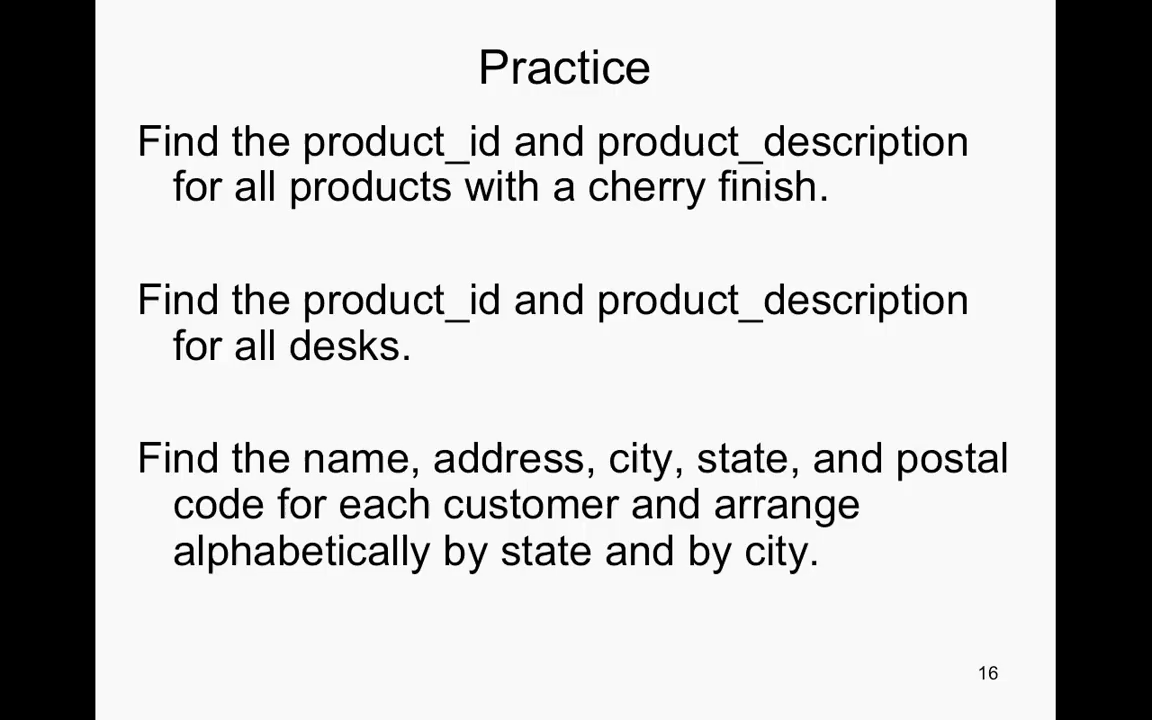 Practice
Find the product_id and product_description
for all products with a cherry finish.
Find the product_id and product_description
for all desks.
Find the name, address, city, state, and postal
code for each customer and arrange
alphabetically by state and by city.
16